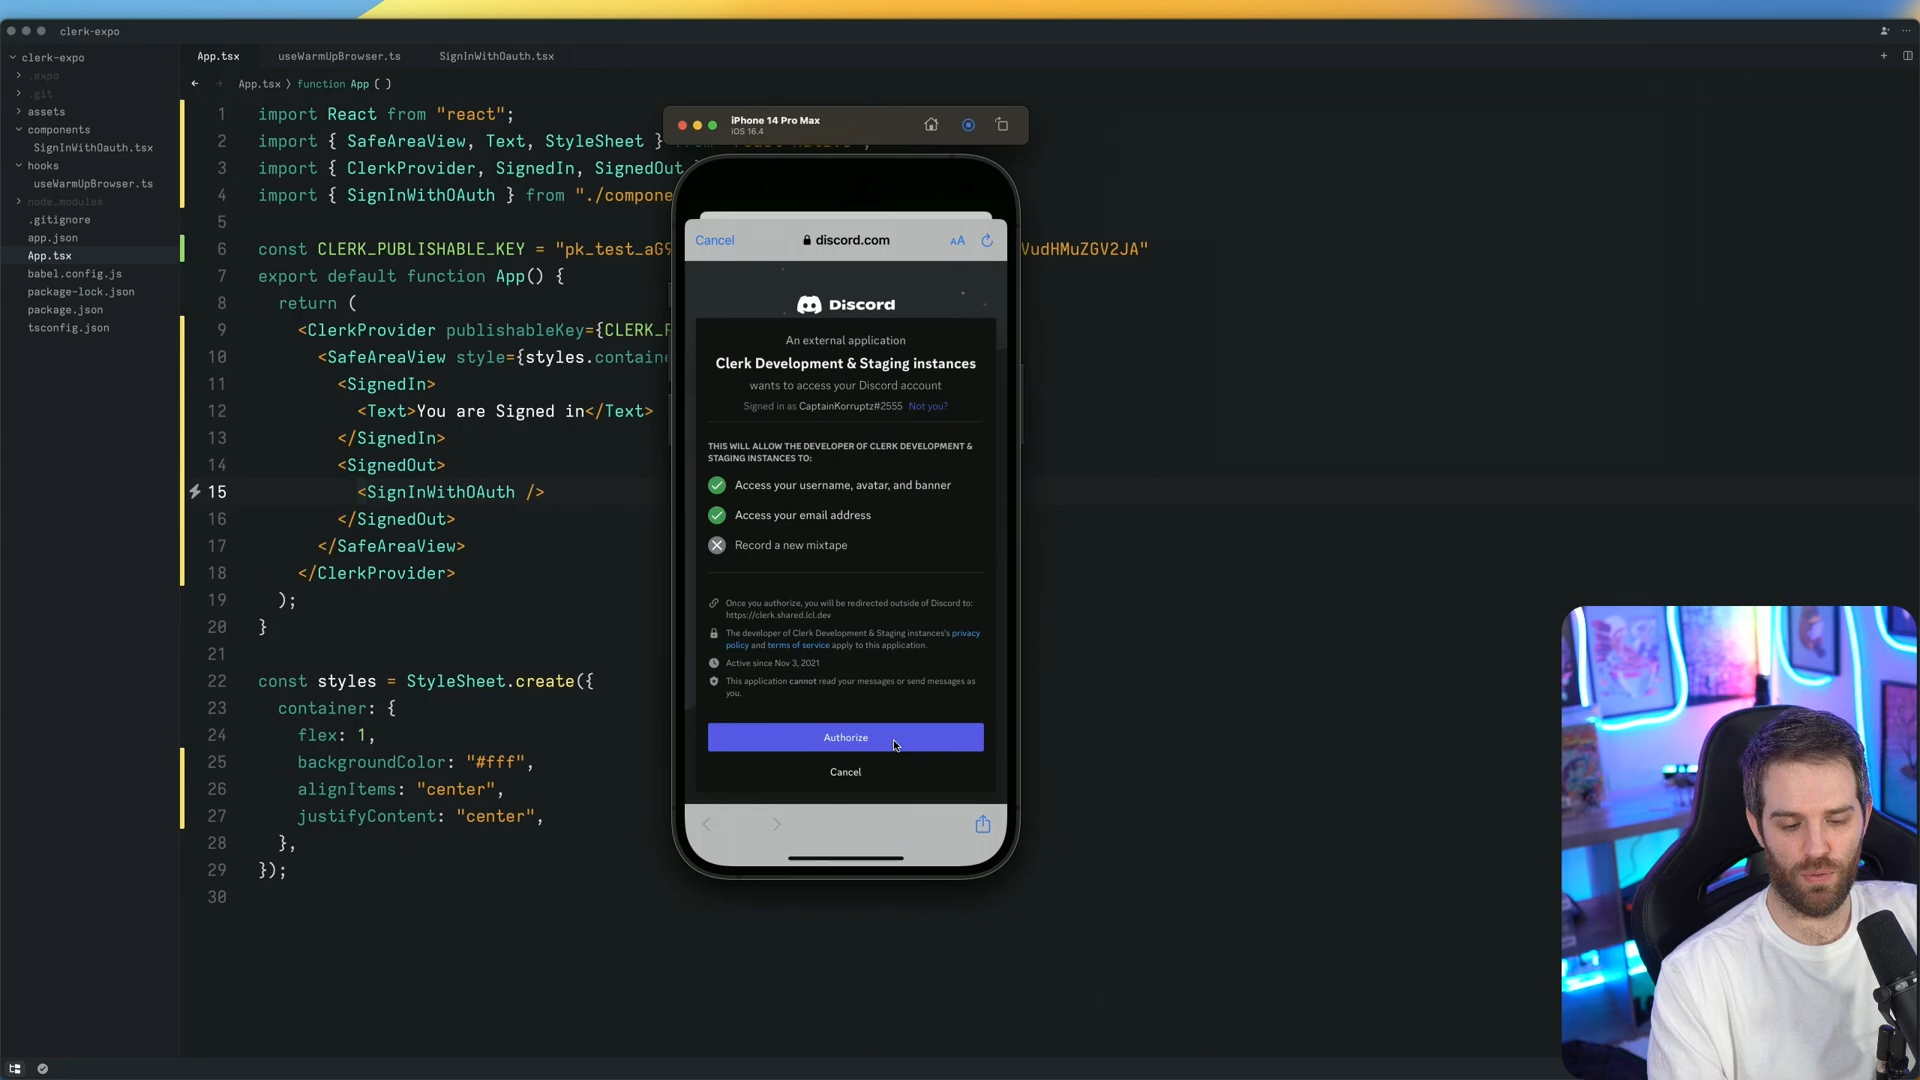 clerk-expo
clerk-expo
.expo
.git
assets
components
SignInWithOauth.tsx
hooks
useWarmUpBrowser.ts
node_modules
.gitignore
app.json
App.tsx
babel.config.js
package-lock.json
package.json
tsconfig.json
App.tsx
useWarmUpBrowser.ts
SignInWithOauth.tsx
App.tsx 〉 function App ( )
1 import React from "react";
2 import { SafeAreaView, Text, StyleSheet }
3 import { ClerkProvider, SignedIn, SignedOut
4 import { SignInWithOAuth } from "./compone
5
6 const CLERK_PUBLISHABLE_KEY = "pk_test_aG9 VudHMuZGV2JA"
7 export default function App() {
8 return (
9 <ClerkProvider publishableKey={CLERK_P
10 <SafeAreaView style={styles.containe
11 <SignedIn>
12 <Text>You are Signed in</Text>
13 </SignedIn>
14 <SignedOut>
15 <SignInWithOAuth />
16 </SignedOut>
17 </SafeAreaView>
18 </ClerkProvider>
19 );
20 }
21
22 const styles = StyleSheet.create({
23 container: {
24 flex: 1,
25 backgroundColor: "#fff",
26 alignItems: "center",
27 justifyContent: "center",
28 },
29 });
30
iPhone 14 Pro Max
iOS 16.4
Cancel
discord.com
AA
Discord
An external application
Clerk Development & Staging instances
wants to access your Discord account
Signed in as CaptainKorruptz#2555 Not you?
THIS WILL ALLOW THE DEVELOPER OF CLERK DEVELOPMENT &
STAGING INSTANCES TO:
Access your username, avatar, and banner
Access your email address
Record a new mixtape
Once you authorize, you will be redirected outside of Discord to:
https://clerk.shared.lcl.dev
The developer of Clerk Development & Staging instances's privacy
policy and terms of service apply to this application.
Active since Nov 3, 2021
This application cannot read your messages or send messages as
you.
Authorize
Cancel